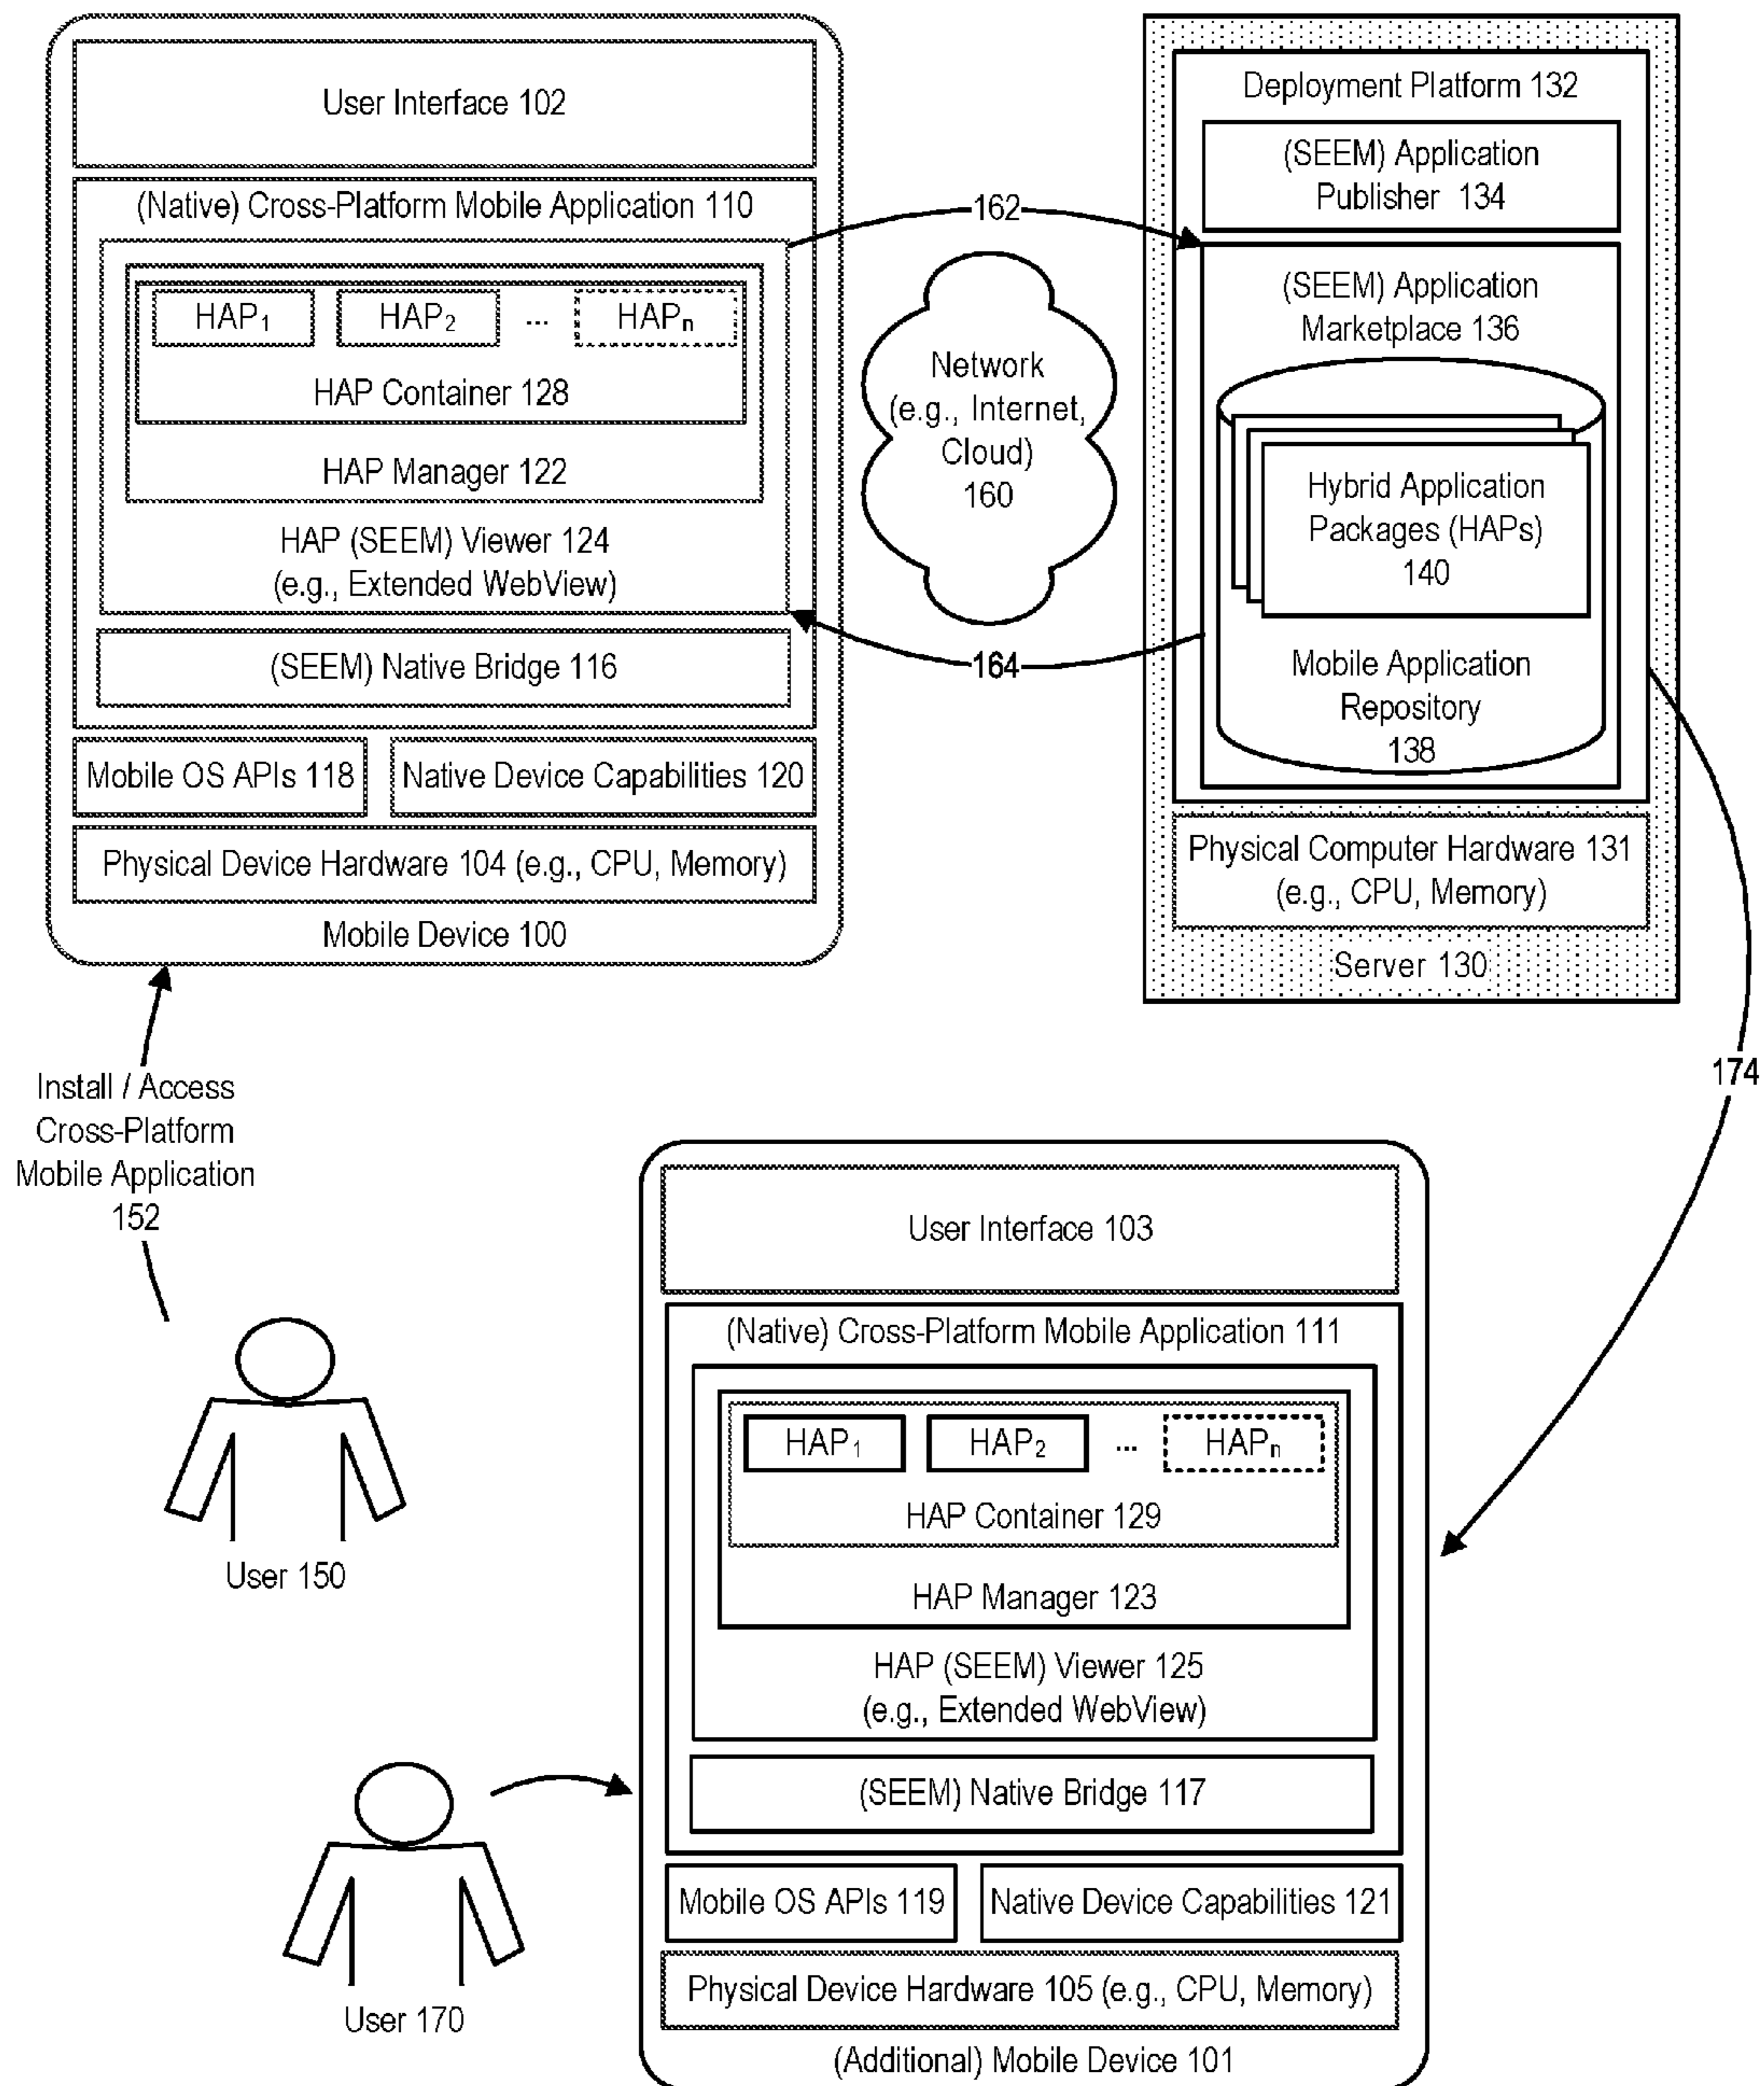 User Interface 102
(Native) Cross-Platform Mobile Application 110
HAP1
HAP2
...
HAPn
HAP Container 128
HAP Manager 122
HAP (SEEM) Viewer 124
(e.g., Extended WebView)
(SEEM) Native Bridge 116
Mobile OS APIs 118
Native Device Capabilities 120
Physical Device Hardware 104 (e.g., CPU, Memory)
Mobile Device 100
162
Network
(e.g., Internet,
Cloud)
160
164
Deployment Platform 132
(SEEM) Application
Publisher 134
(SEEM) Application
Marketplace 136
Hybrid Application
Packages (HAPs)
140
Mobile Application
Repository
138
Physical Computer Hardware 131
(e.g., CPU, Memory)
Server 130
174
Install / Access
Cross-Platform
Mobile Application
152
User 150
User Interface 103
(Native) Cross-Platform Mobile Application 111
HAP1
HAP2
...
HAPn
HAP Container 129
HAP Manager 123
HAP (SEEM) Viewer 125
(e.g., Extended WebView)
(SEEM) Native Bridge 117
Mobile OS APIs 119
Native Device Capabilities 121
Physical Device Hardware 105 (e.g., CPU, Memory)
(Additional) Mobile Device 101
User 170